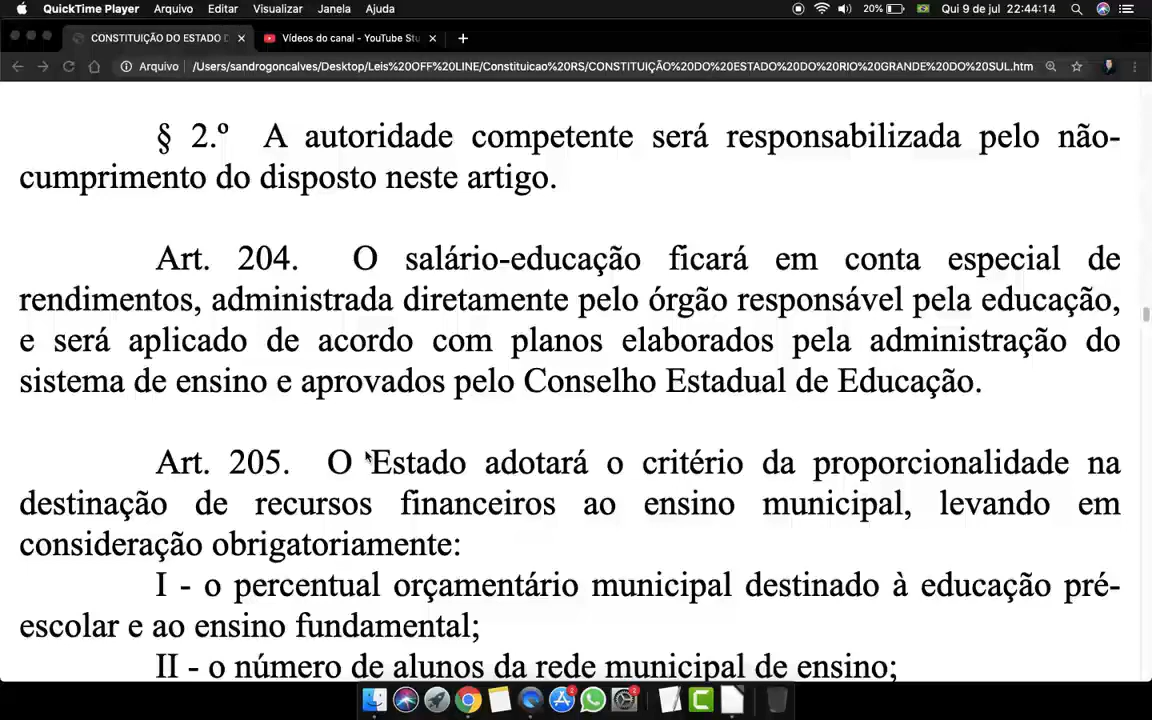 QuickTime Player Arquivo Editar Visualizar Janela Ajuda 20% Qui 9 de jul 22:44:14
CONSTITUIÇÃO DO ESTADO D Vídeos do canal - YouTube Stu
Arquivo /Users/sandrogoncalves/Desktop/Leis%20OFF%20LINE/Constituicao%20RS/CONSTITUIÇÃO%20DO%20ESTADO%20DO%20RIO%20GRANDE%20DO%20SUL.htm
§ 2.º A autoridade competente será responsabilizada pelo não-
cumprimento do disposto neste artigo.
Art. 204. O salário-educação ficará em conta especial de
rendimentos, administrada diretamente pelo órgão responsável pela educação,
e será aplicado de acordo com planos elaborados pela administração do
sistema de ensino e aprovados pelo Conselho Estadual de Educação.
Art. 205. O Estado adotará o critério da proporcionalidade na
destinação de recursos financeiros ao ensino municipal, levando em
consideração obrigatoriamente:
I - o percentual orçamentário municipal destinado à educação pré-
escolar e ao ensino fundamental;
II - o número de alunos da rede municipal de ensino;